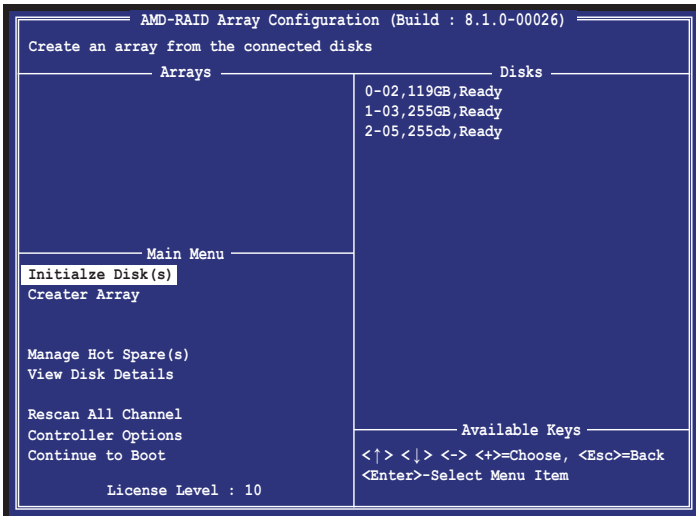 AMD-RAID Array Configuration (Build : 8.1.0-00026)
Create an array from the connected disks
Arrays
Disks
0-02,119GB,Ready
1-03,255GB,Ready
2-05,255cb,Ready
Main Menu
Initialze Disk(s)
Creater Array
Manage Hot Spare(s)
View Disk Details
Rescan All Channel
Controller Options
Continue to Boot
License Level : 10
Available Keys
<↑> <↓> <-> <+>=Choose, <Esc>=Back
<Enter>-Select Menu Item